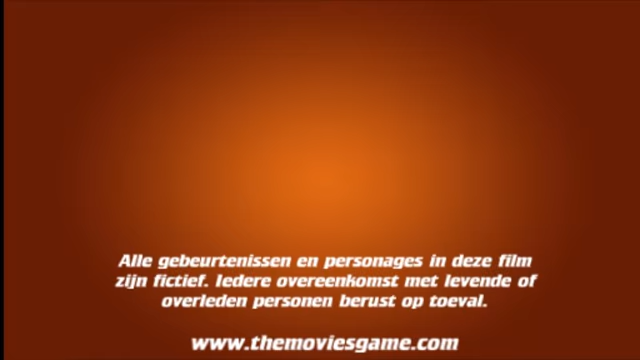 Alle gebeurtenissen en personages in deze film
zijn fictief. Iedere overeenkomst met levende of
overleden personen berust op toeval.
www.themoviesgame.com